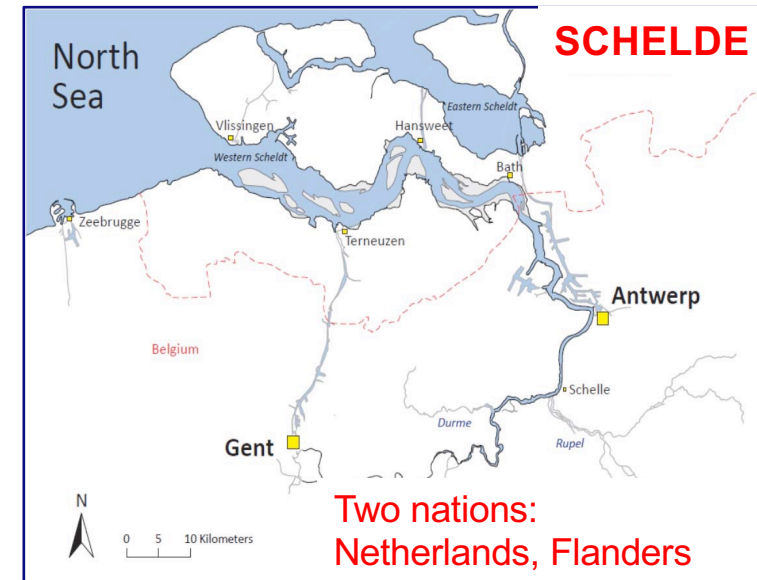 SCHELDE
North
Sea
Eastern Scheldt
Vlissingen
Hansweet
Western Scheldt
Bath
Zeebrugge
Terneuzen
Antwerp
Belgium
Schelle
Durme
Rupel
Gent
N
0 5 10 Kilometers
Two nations:
Netherlands, Flanders